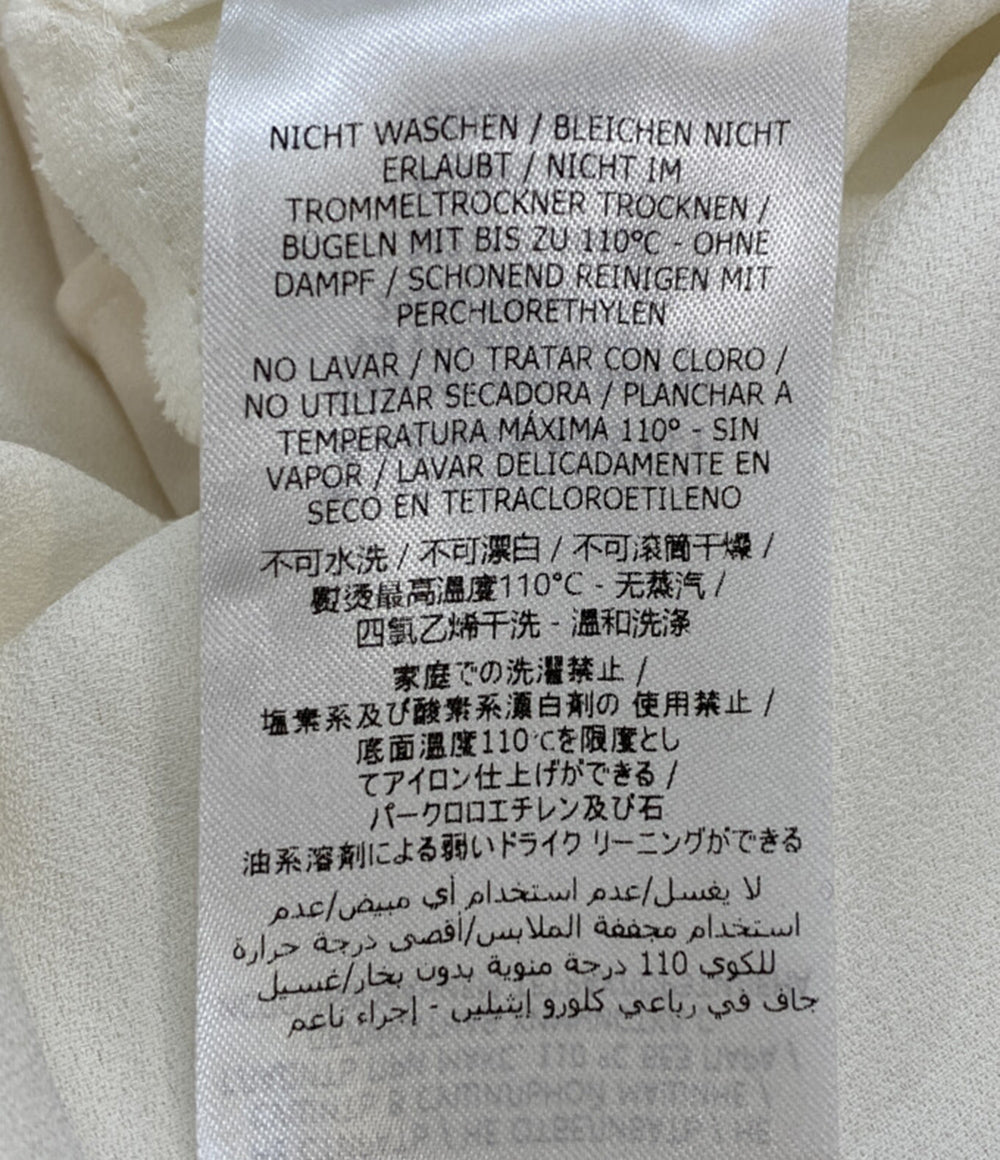 NICHT WASCHEN / BLEICHEN NICHT
ERLAUBT / NICHT IM
TROMMELTROCKNER TROCKNEN /
BÜGELN MIT BIS ZU 110°C - OHNE
DAMPF / SCHONEND REINIGEN MIT
PERCHLORETHYLEN
NO LAVAR / NO TRATAR CON CLORO /
NO UTILIZAR SECADORA / PLANCHAR A
TEMPERATURA MÁXIMA 110° - SIN
VAPOR / LAVAR DELICADAMENTE EN
SECO EN TETRACLOROETILENO
不可水洗 / 不可漂白 / 不可滾筒干燥 /
熨烫最高溫度110°C - 无蒸汽 /
四氯乙烯干洗 - 溫和洗涤
家庭での洗濯禁止 /
塩素系及び酸素系漂白剤の 使用禁止 /
底面溫度110℃を限度とし
てアイロン仕上げができる /
パークロロエチレン及び石
油系溶剤による弱いドライク リーニングができる
لا يغسل/عدم استخدام أي مبيض/عدم
استخدام مجففة الملابس/أقصى درجة حرارة
للكوي 110 درجة مئوية بدون بخار/غسيل
جاف في رباعي كلورو إيثيلين - إجراء ناعم